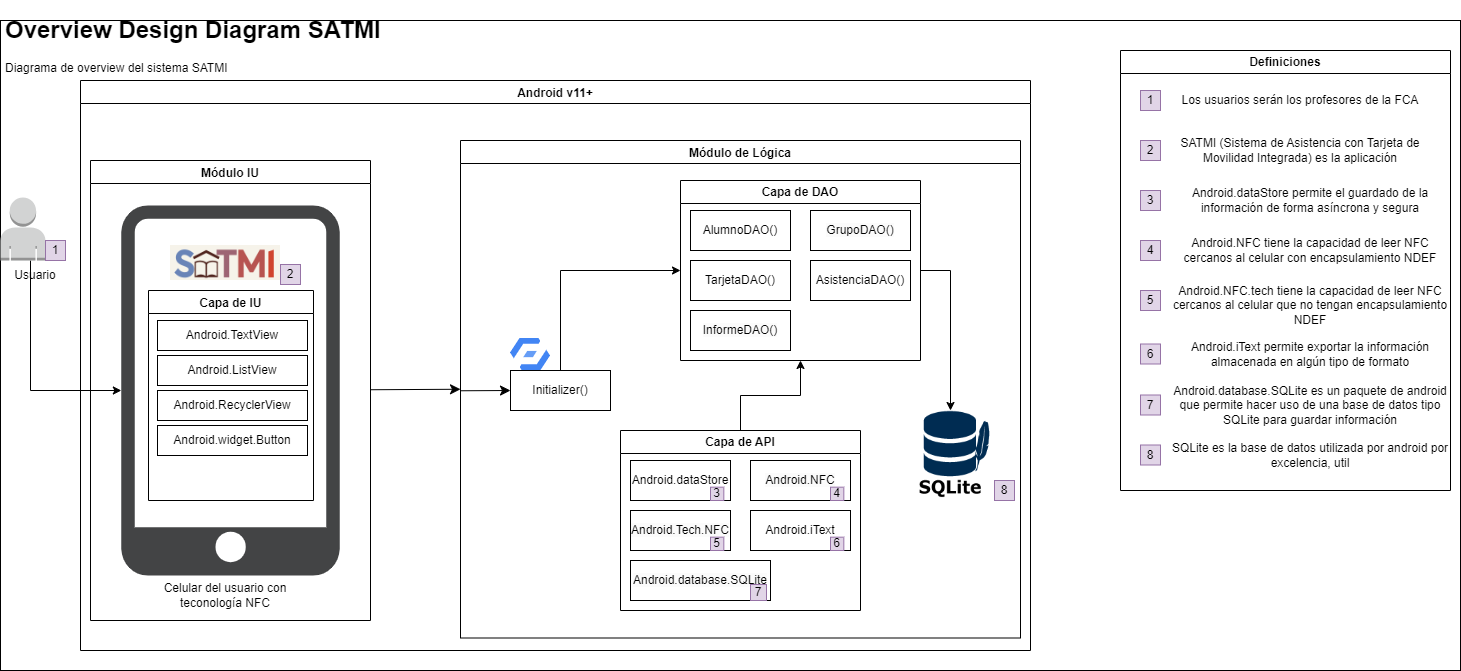 Overview Design Diagram SATMI
Diagrama de overview del sistema SATMI
Android v11+
Módulo IU
1
Usuario
SATMI
2
Capa de IU
Android.TextView
Android.ListView
Android.RecyclerView
Android.widget.Button
Celular del usuario con
teconología NFC
Módulo de Lógica
Initializer()
Capa de DAO
AlumnoDAO()
GrupoDAO()
TarjetaDAO()
AsistenciaDAO()
InformeDAO()
Capa de API
Android.dataStore
3
Android.NFC
4
Android.Tech.NFC
5
Android.iText
6
Android.database.SQLite
7
SQLite
8
Definiciones
1
Los usuarios serán los profesores de la FCA
2
SATMI (Sistema de Asistencia con Tarjeta de
Movilidad Integrada) es la aplicación
3
Android.dataStore permite el guardado de la
información de forma asíncrona y segura
4
Android.NFC tiene la capacidad de leer NFC
cercanos al celular con encapsulamiento NDEF
5
Android.NFC.tech tiene la capacidad de leer NFC
cercanos al celular que no tengan encapsulamiento
NDEF
6
Android.iText permite exportar la información
almacenada en algún tipo de formato
7
Android.database.SQLite es un paquete de android
que permite hacer uso de una base de datos tipo
SQLite para guardar información
8
SQLite es la base de datos utilizada por android por
excelencia, util